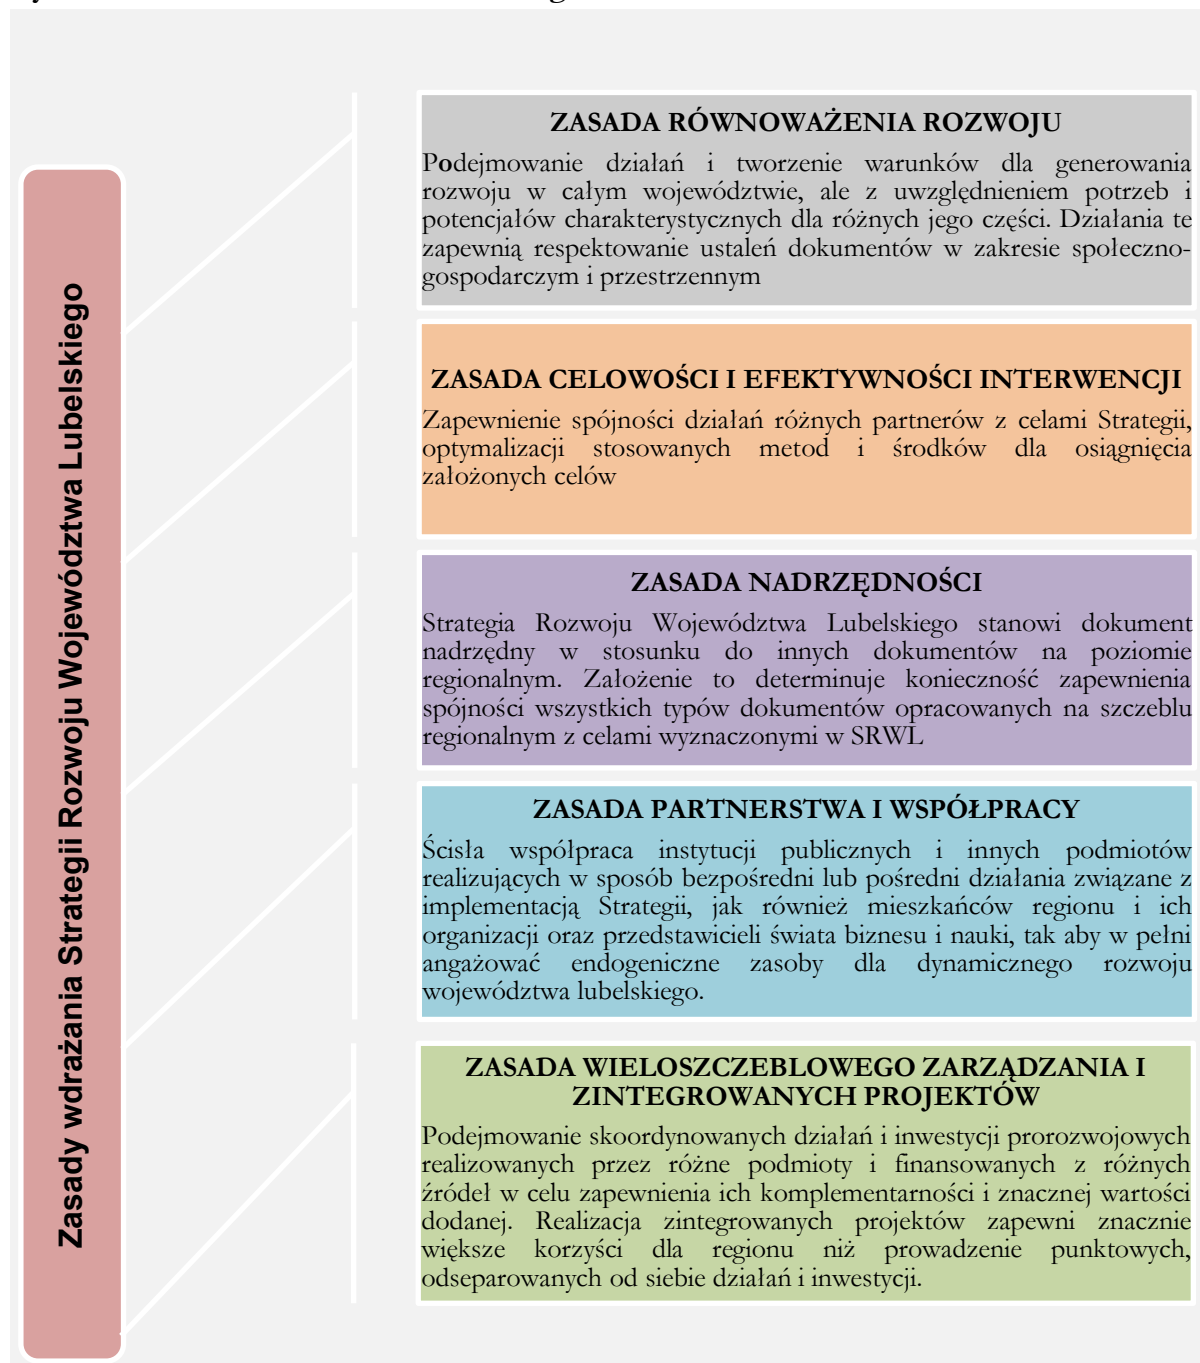 Zasady wdrażania Strategii Rozwoju Województwa Lubelskiego
ZASADA RÓWNOWAŻENIA ROZWOJU
Podejmowanie działań i tworzenie warunków dla generowania
rozwoju w całym województwie, ale z uwzględnieniem potrzeb i
potencjałów charakterystycznych dla różnych jego części. Działania te
zapewnią respektowanie ustaleń dokumentów w zakresie społeczno-
gospodarczym i przestrzennym
ZASADA CELOWOŚCI I EFEKTYWNOŚCI INTERWENCJI
Zapewnienie spójności działań różnych partnerów z celami Strategii,
optymalizacji stosowanych metod i środków dla osiągnięcia
założonych celów
ZASADA NADRZĘDNOŚCI
Strategia Rozwoju Województwa Lubelskiego stanowi dokument
nadrzędny w stosunku do innych dokumentów na poziomie
regionalnym. Założenie to determinuje konieczność zapewnienia
spójności wszystkich typów dokumentów opracowanych na szczeblu
regionalnym z celami wyznaczonymi w SRWL
ZASADA PARTNERSTWA I WSPÓŁPRACY
Ścisła współpraca instytucji publicznych i innych podmiotów
realizujących w sposób bezpośredni lub pośredni działania związane z
implementacją Strategii, jak również mieszkańców regionu i ich
organizacji oraz przedstawicieli świata biznesu i nauki, tak aby w pełni
angażować endogeniczne zasoby dla dynamicznego rozwoju
województwa lubelskiego.
ZASADA WIELOSZCZEBLOWEGO ZARZĄDZANIA I
ZINTEGROWANYCH PROJEKTÓW
Podejmowanie skoordynowanych działań i inwestycji prorozwojowych
realizowanych przez różne podmioty i finansowanych z różnych
źródeł w celu zapewnienia ich komplementarności i znacznej wartości
dodanej. Realizacja zintegrowanych projektów zapewni znacznie
większe korzyści dla regionu niż prowadzenie punktowych,
odseparowanych od siebie działań i inwestycji.